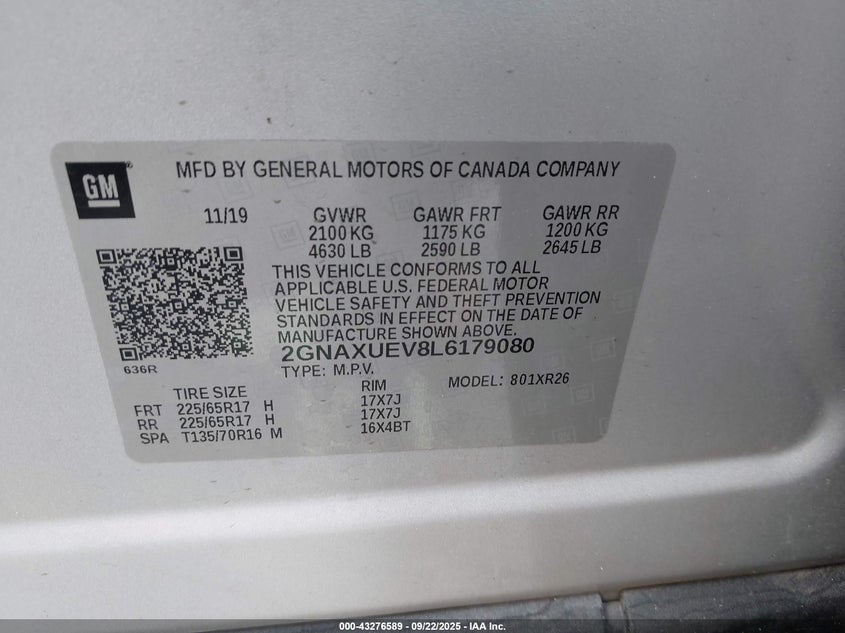 GM
MFD BY GENERAL MOTORS OF CANADA COMPANY
11/19 GVWR GAWR FRT GAWR RR
2100 KG 1175 KG 1200 KG
4630 LB 2590 LB 2645 LB
THIS VEHICLE CONFORMS TO ALL
APPLICABLE U.S. FEDERAL MOTOR
VEHICLE SAFETY AND THEFT PREVENTION
STANDARDS IN EFFECT ON THE DATE OF
MANUFACTURE SHOWN ABOVE.
2GNAXUEV8L6179080
636R
TYPE: M.P.V. MODEL: 801XR26
TIRE SIZE RIM
FRT 225/65R17 H 17X7J
RR 225/65R17 H 17X7J
SPA T135/70R16 M 16X4BT
000-43276589 - 09/22/2025 - IAA Inc.